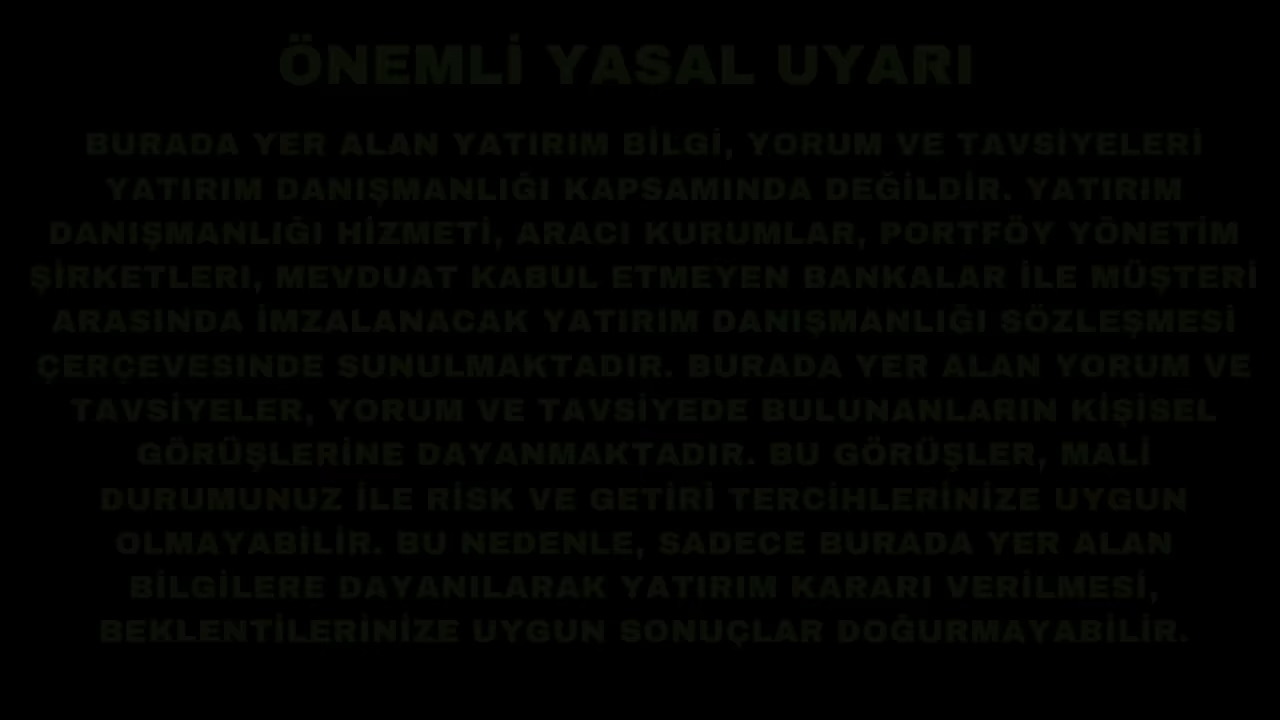 ÖNEMLİ YASAL UYARI
BURADA YER ALAN YATIRIM BİLGİ, YORUM VE TAVSİYELERİ
YATIRIM DANIŞMANLIĞI KAPSAMINDA DEĞİLDİR. YATIRIM
DANIŞMANLIĞI HİZMETİ, ARACI KURUMLAR, PORTFÖY YÖNETİM
ŞİRKETLERI, MEVDUAT KABUL ETMEYEN BANKALAR İLE MÜŞTERİ
ARASINDA İMZALANACAK YATIRIM DANIŞMANLIĞI SÖZLEŞMESİ
ÇERÇEVESINDE SUNULMAKTADIR. BURADA YER ALAN YORUM VE
TAVSİYELER, YORUM VE TAVSİYEDE BULUNANLARIN KİŞİSEL
GÖRÜŞLERİNE DAYANMAKTADIR. BU GÖRÜŞLER, MALİ
DURUMUNUZ İLE RİSK VE GETİRİ TERCİHLERİNİZE UYGUN
OLMAYABİLİR. BU NEDENLE, SADECE BURADA YER ALAN
BİLGİLERE DAYANILARAK YATIRIM KARARI VERİLMESİ,
BEKLENTİLERİNİZE UYGUN SONUÇLAR DOĞURMAYABİLİR.